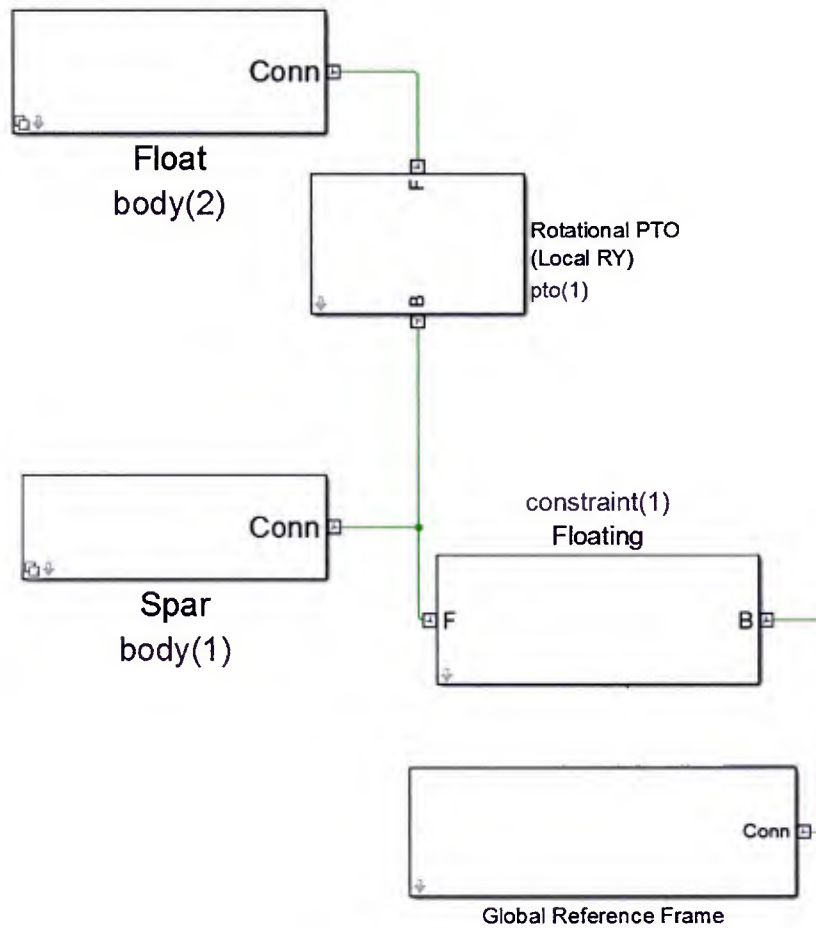 Conn
Float
body(2)
F
Rotational PTO
(Local RY)
pto(1)
B
Conn
Spar
body(1)
constraint(1)
Floating
F
B
Conn
Global Reference Frame